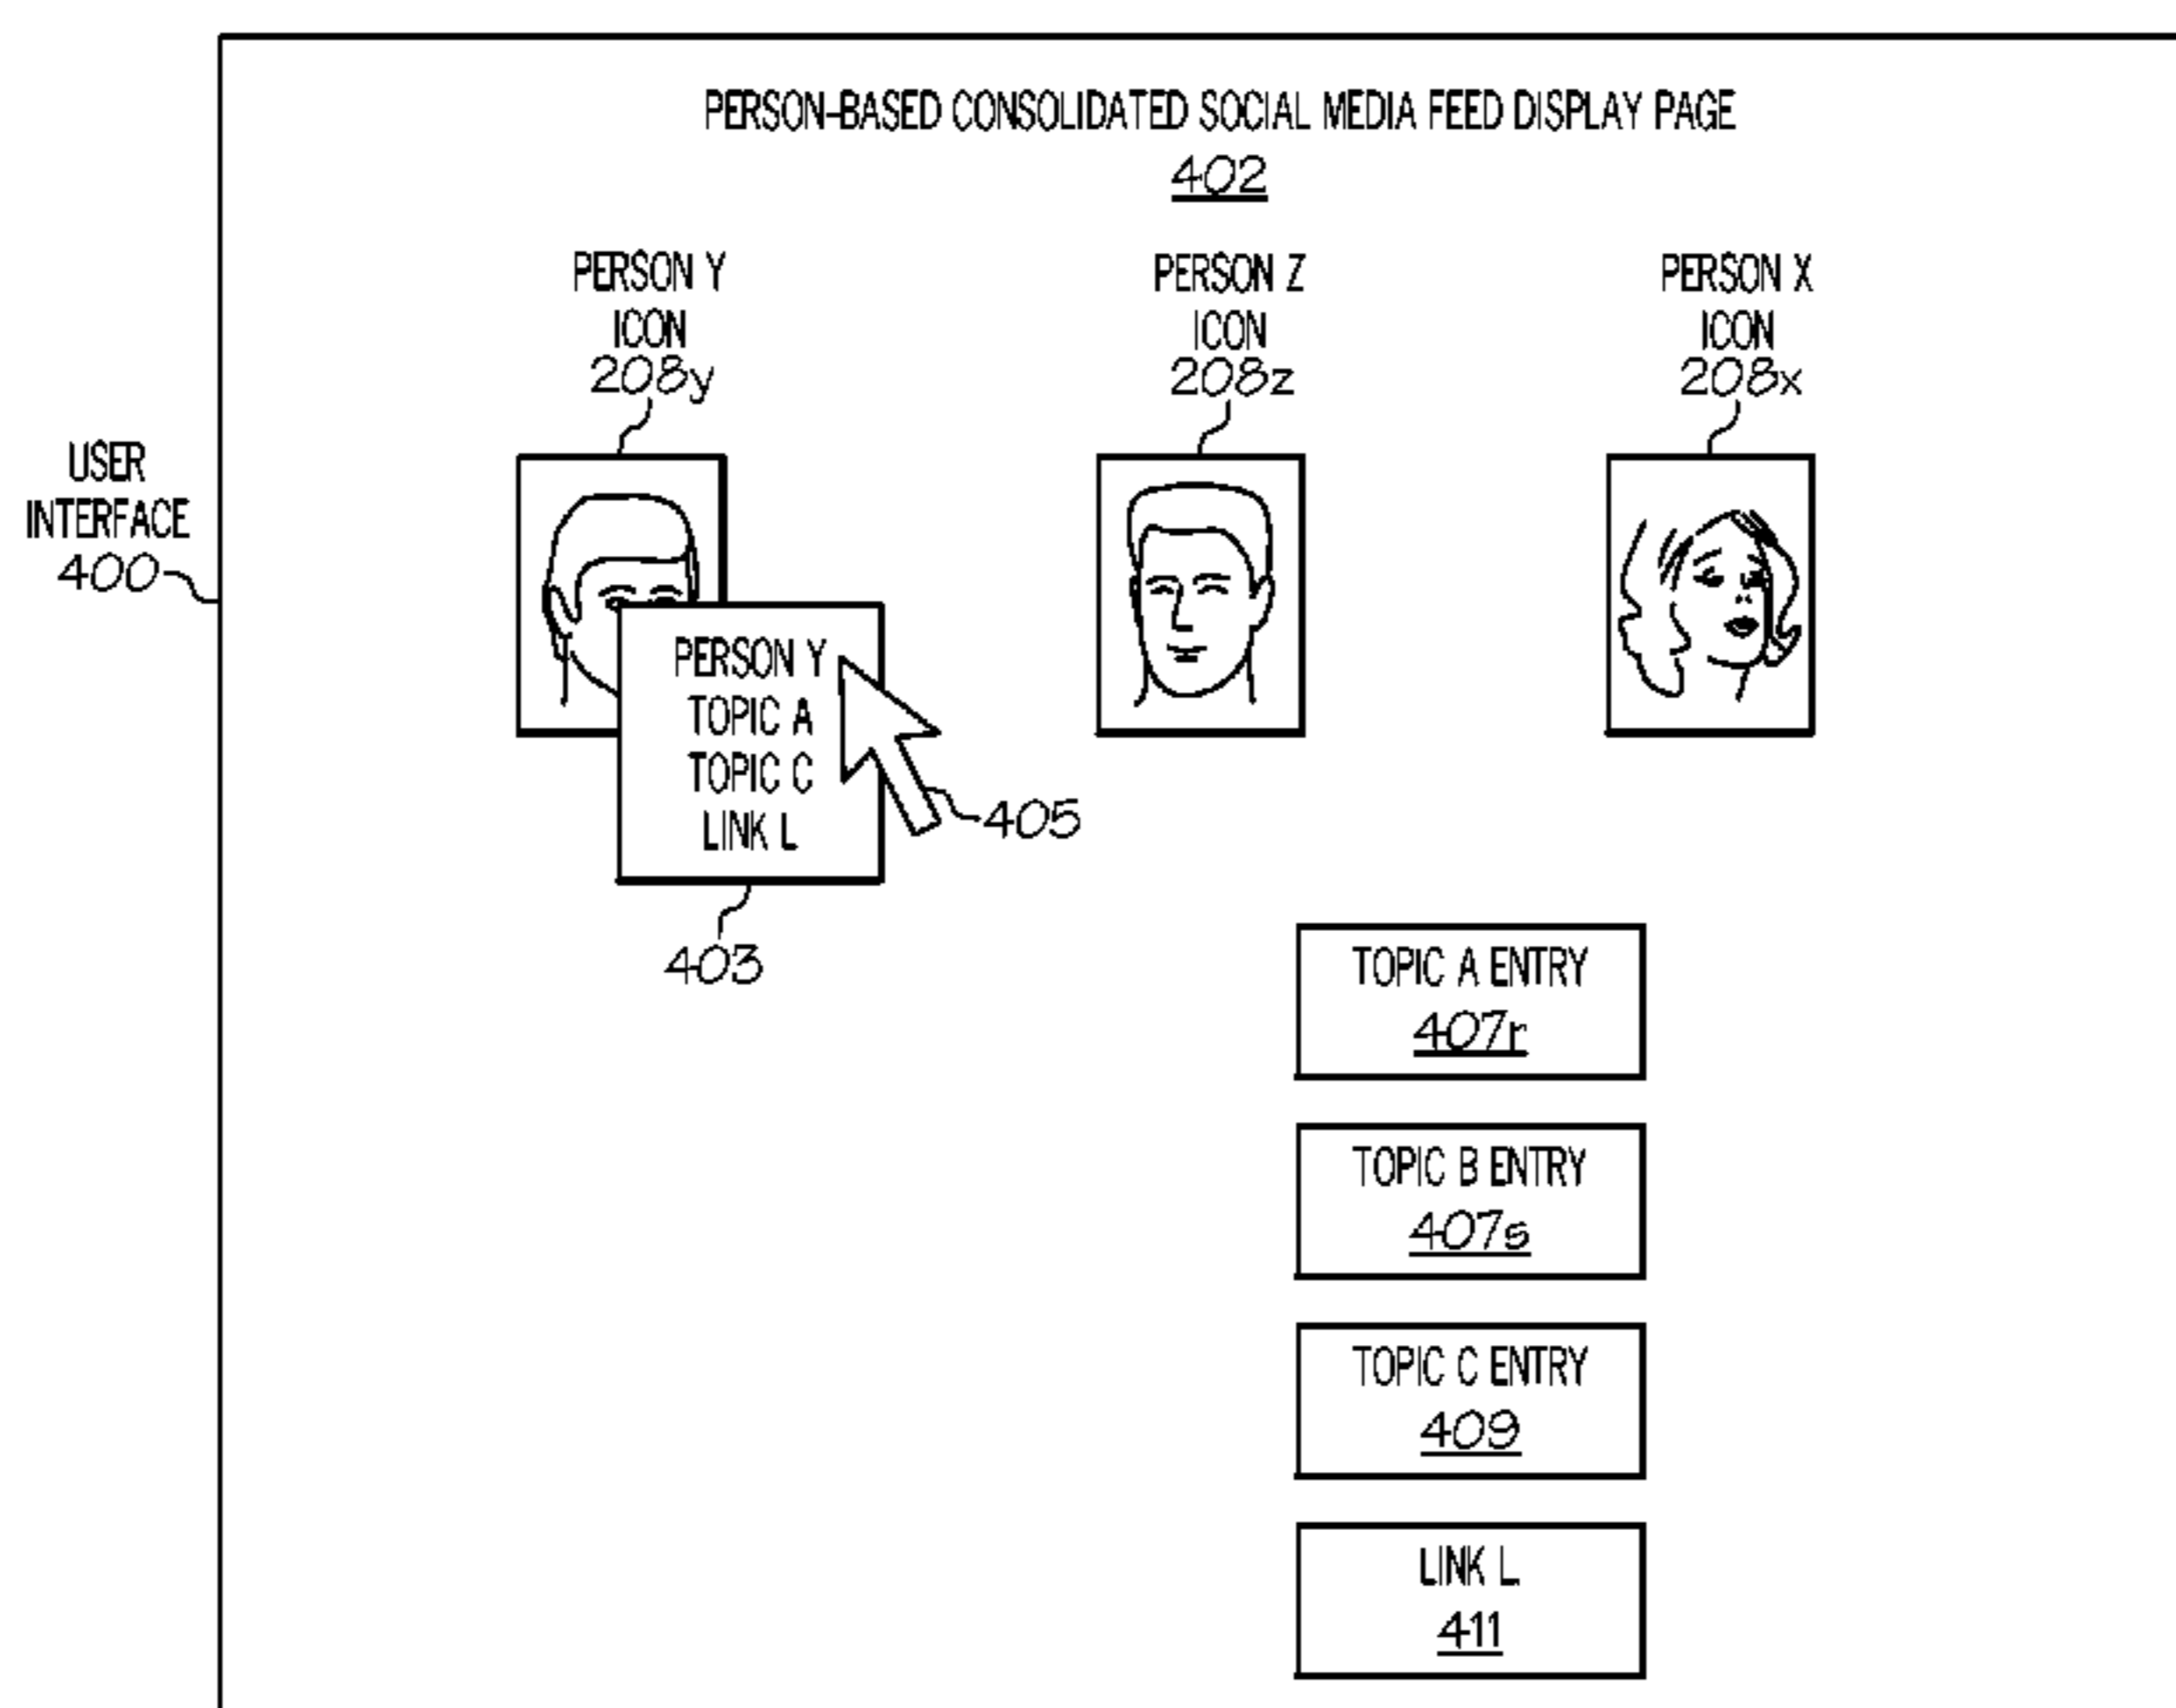 PERSON-BASED CONSOLIDATED SOCIAL MEDIA FEED DISPLAY PAGE
402
PERSON Y
ICON
208y
PERSON Z
ICON
208z
PERSON X
ICON
208x
USER
INTERFACE
400
PERSON Y
TOPIC A
TOPIC C
LINK L
405
403
TOPIC A ENTRY
407r
TOPIC B ENTRY
407s
TOPIC C ENTRY
409
LINK L
411